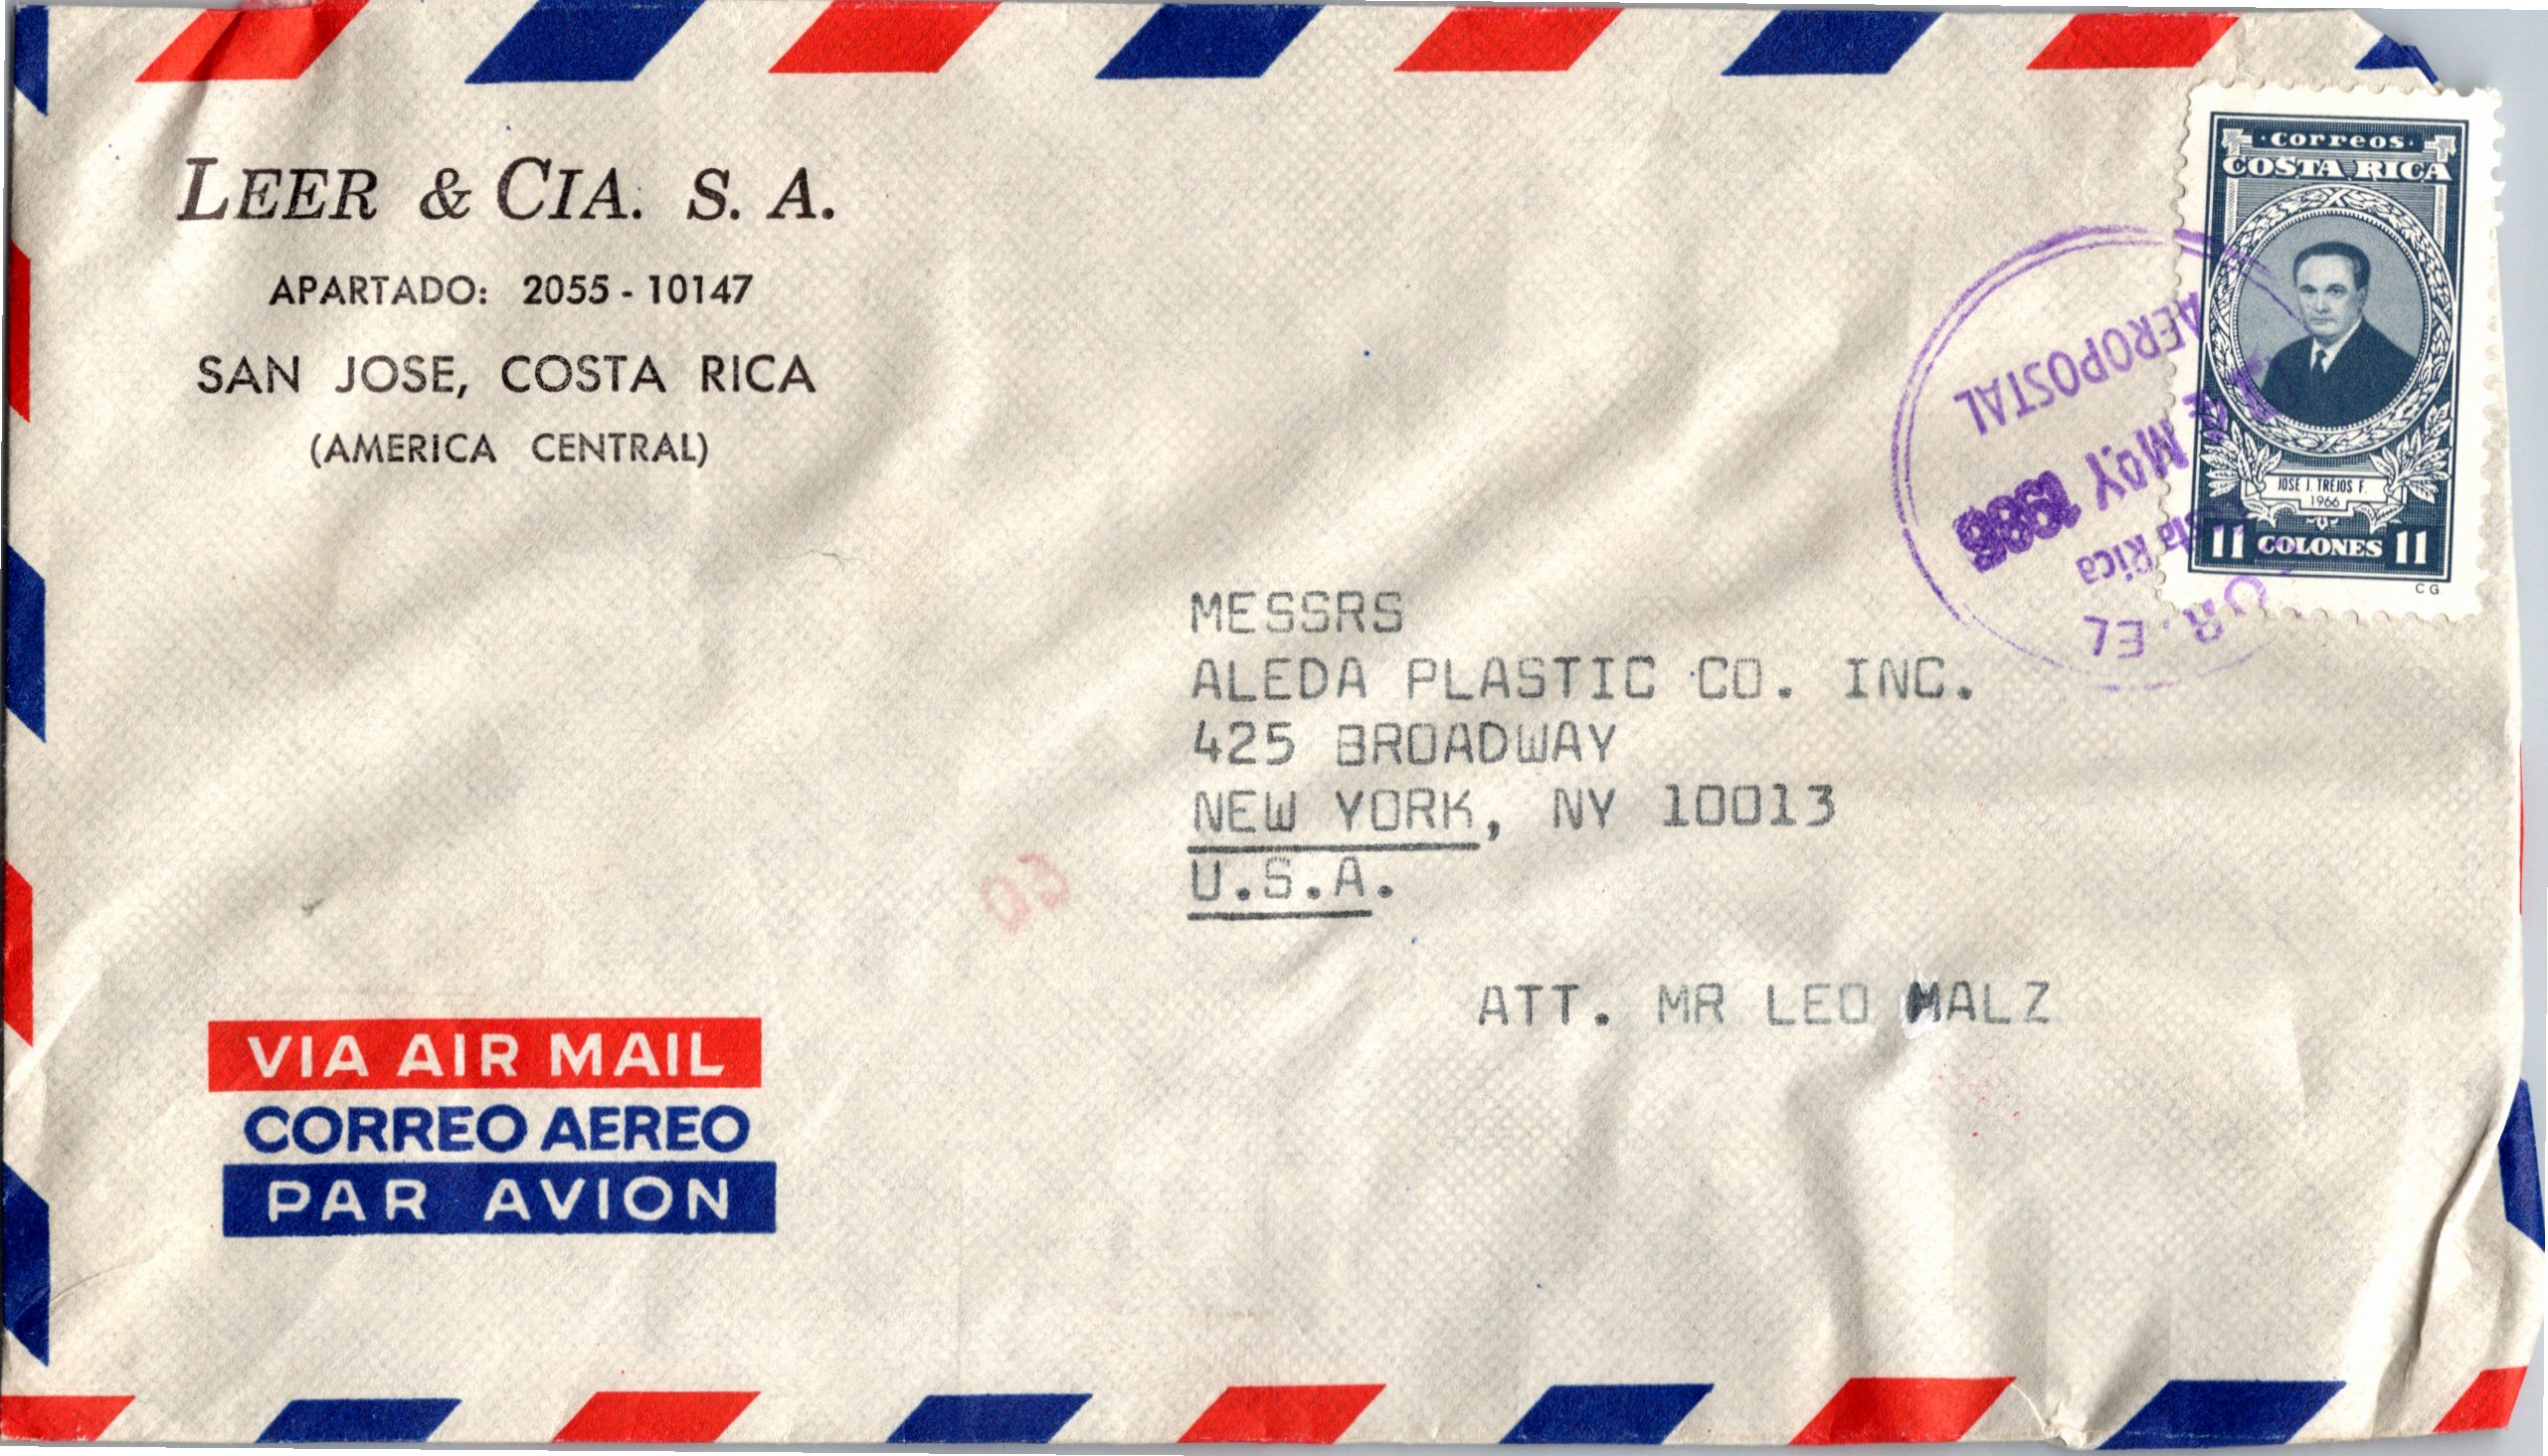 LEER & CIA. S. A.
APARTADO: 2055 - 10147
SAN JOSE, COSTA RICA
(AMERICA CENTRAL)
Correos
COSTA RICA
JOSE J. TREJOS F.
1966
11 COLONES 11
CG
AEROPOSTAL
MAY 1986
Rica
MESSRS
ALEDA PLASTIC CO. INC.
425 BROADWAY
NEW YORK, NY 10013
U.S.A.
ATT. MR LEO MALZ
VIA AIR MAIL
CORREO AEREO
PAR AVION